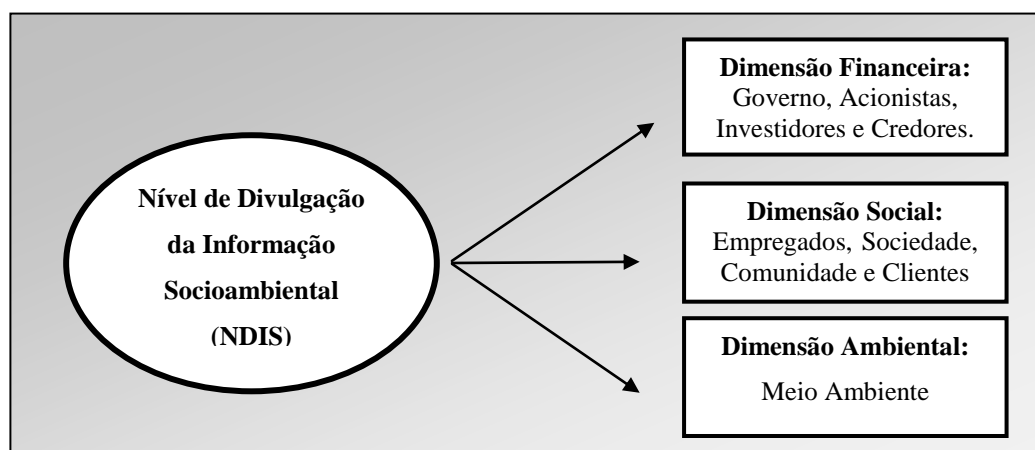 Nível de Divulgação
da Informação
Socioambiental
(NDIS)
Dimensão Financeira:
Governo, Acionistas,
Investidores e Credores.
Dimensão Social:
Empregados, Sociedade,
Comunidade e Clientes
Dimensão Ambiental:
Meio Ambiente